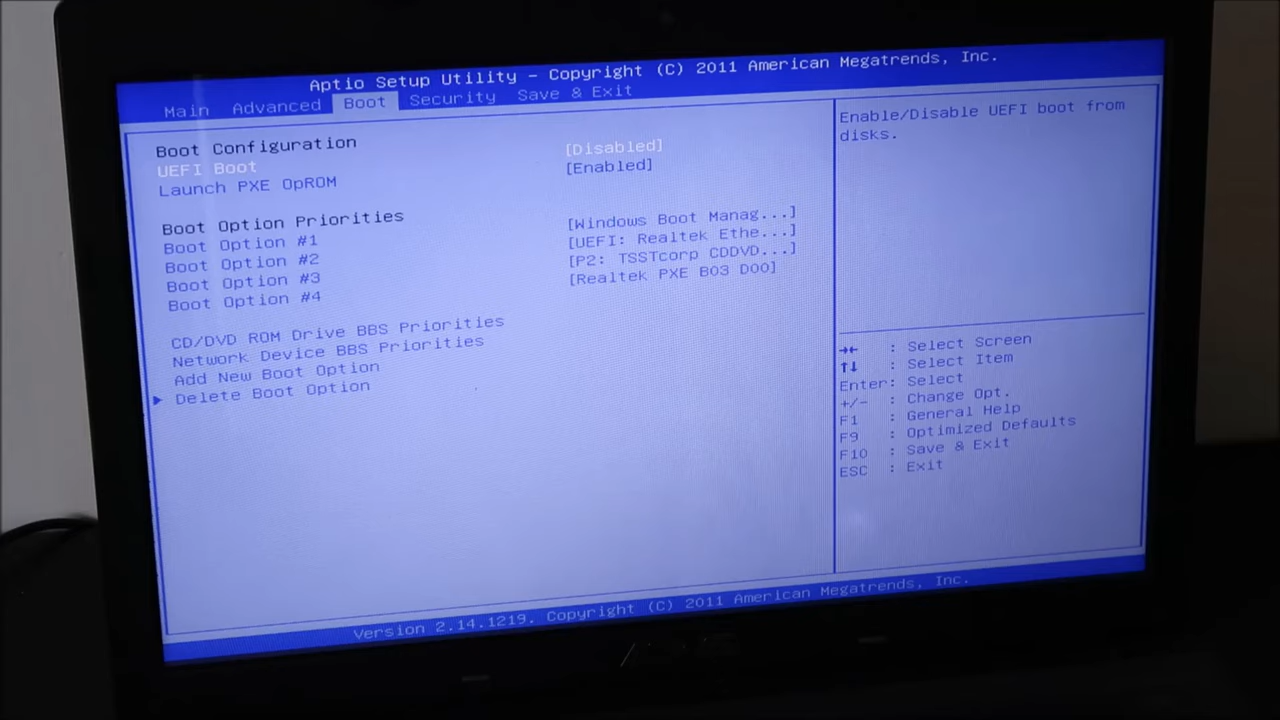 Aptio Setup Utility – Copyright (C) 2011 American Megatrends, Inc.
Main Advanced Boot Security Save & Exit
Boot Configuration
UEFI Boot [Disabled]
Launch PXE OpROM [Enabled]
Boot Option Priorities
Boot Option #1 [Windows Boot Manag...]
Boot Option #2 [UEFI: Realtek Ethe...]
Boot Option #3 [P2: TSSTcorp CDDVD...]
Boot Option #4 [Realtek PXE B03 D00]
CD/DVD ROM Drive BBS Priorities
Network Device BBS Priorities
Add New Boot Option
Delete Boot Option
Enable/Disable UEFI boot from
disks.
→← : Select Screen
↑↓ : Select Item
Enter: Select
+/– : Change Opt.
F1 : General Help
F9 : Optimized Defaults
F10 : Save & Exit
ESC : Exit
Version 2.14.1219. Copyright (C) 2011 American Megatrends, Inc.